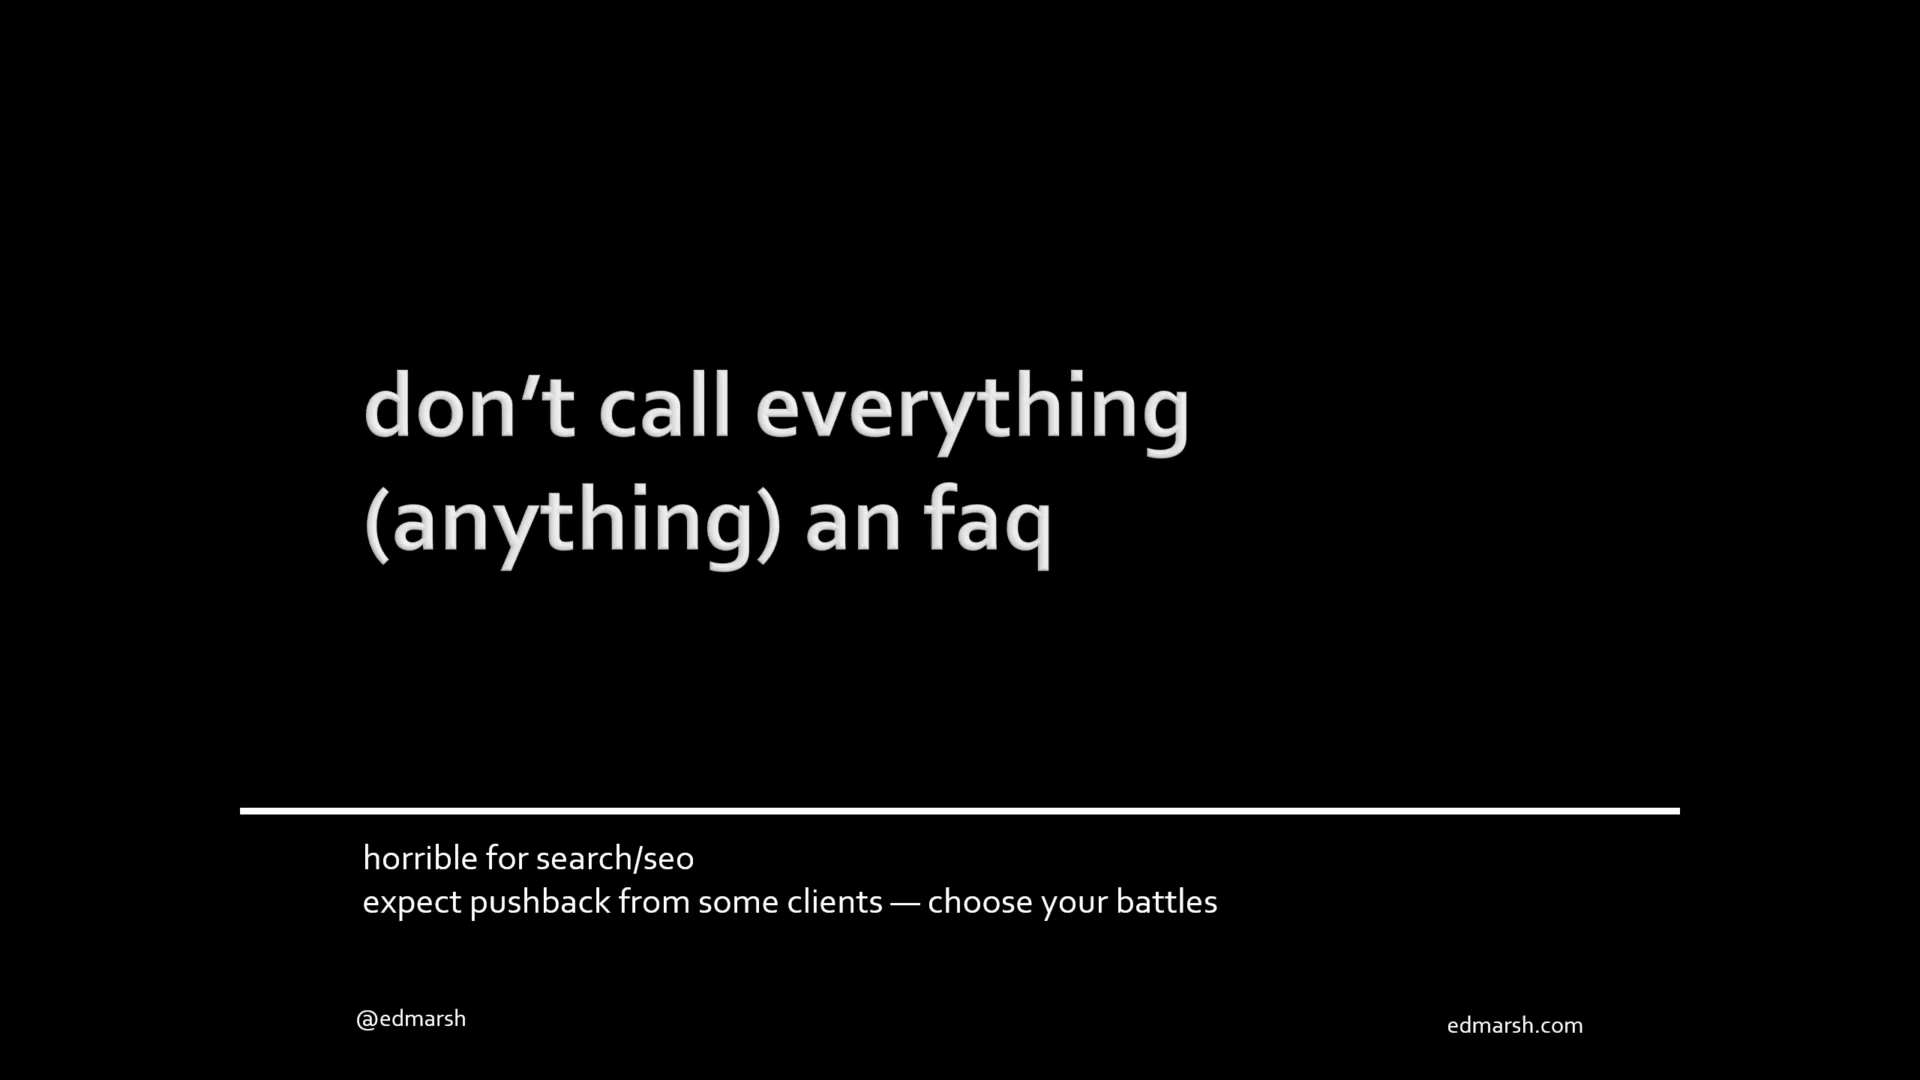 don’t call everything
(anything) an faq
horrible for search/seo
expect pushback from some clients — choose your battles
@edmarsh
edmarsh.com